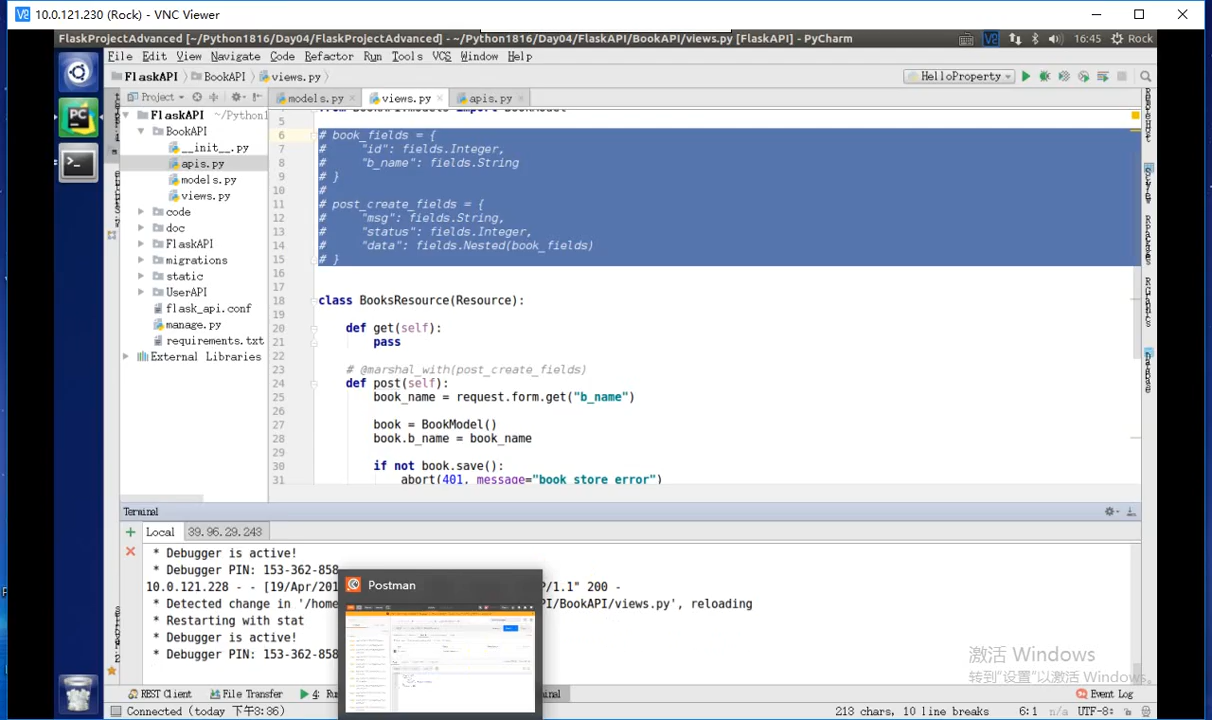 10.0.121.230 (Rock) - VNC Viewer
FlaskProjectAdvanced [~/Python1816/Day04/FlaskProjectAdvanced] - ~/Python1816/Day04/FlaskAPI/BookAPI/views.py [FlaskAPI] - PyCharm
16:45 Rock
File Edit View Navigate Code Refactor Run Tools VCS Window Help
FlaskAPI BookAPI views.py
HelloProperty
Project
models.py views.py apis.py
FlaskAPI ~/Python1
BookAPI
__init__.py
apis.py
models.py
views.py
code
doc
FlaskAPI
migrations
static
UserAPI
flask_api.conf
manage.py
requirements.txt
External Libraries
5
6 # book_fields = {
7 #     "id": fields.Integer,
8 #     "b_name": fields.String
9 # }
10 #
11 # post_create_fields = {
12 #     "msg": fields.String,
13 #     "status": fields.Integer,
14 #     "data": fields.Nested(book_fields)
15 # }
16
17
18 class BooksResource(Resource):
19
20     def get(self):
21         pass
22
23     # @marshal_with(post_create_fields)
24     def post(self):
25         book_name = request.form.get("b_name")
26
27         book = BookModel()
28         book.b_name = book_name
29
30         if not book.save():
31             abort(401, message="book store error")
Terminal
Local 39.96.29.243
* Debugger is active!
* Debugger PIN: 153-362-858
10.0.121.228 - - [19/Apr/201 P/1.1" 200 -
* Detected change in '/home API/BookAPI/views.py', reloading
* Restarting with stat
* Debugger is active!
* Debugger PIN: 153-362-858
Postman
激活 Windows
转到"设置"以激活 Windows。
REST Client File Transfer 4: Event Log
Connected (today 下午3:36) 213 chars, 10 line breaks 6:1 n/a UTF-8